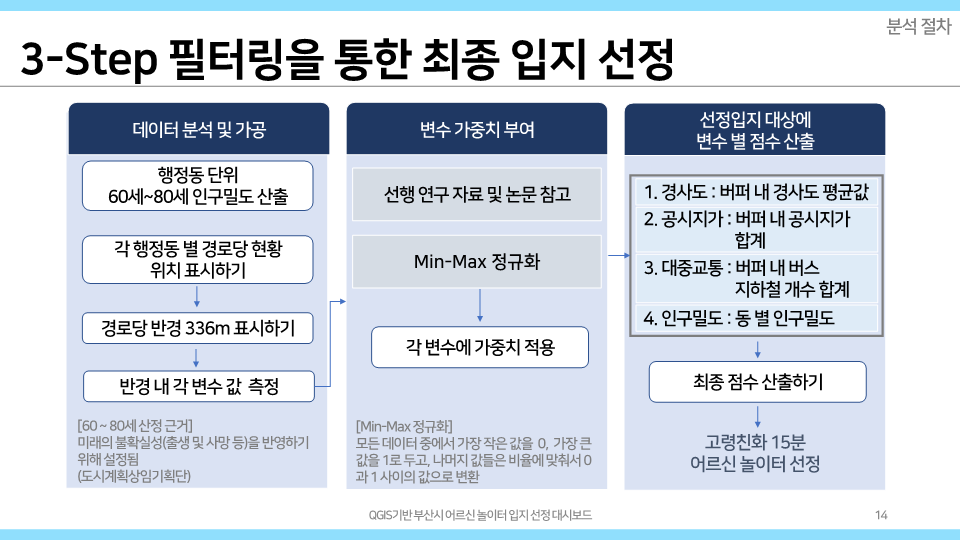 분석 절차
3-Step 필터링을 통한 최종 입지 선정
데이터 분석 및 가공
행정동 단위
60세~80세 인구밀도 산출
각 행정동 별 경로당 현황
위치 표시하기
경로당 반경 336m 표시하기
반경 내 각 변수 값 측정
[60 ~ 80세 산정 근거]
미래의 불확실성(출생 및 사망 등)을 반영하기
위해 설정됨
(도시계획상임기획단)
변수 가중치 부여
선행 연구 자료 및 논문 참고
Min-Max 정규화
각 변수에 가중치 적용
[Min-Max 정규화]
모든 데이터 중에서 가장 작은 값을 0, 가장 큰
값을 1로 두고, 나머지 값들은 비율에 맞춰서 0
과 1 사이의 값으로 변환
선정입지 대상에
변수 별 점수 산출
1. 경사도 : 버퍼 내 경사도 평균값
2. 공시지가 : 버퍼 내 공시지가
합계
3. 대중교통 : 버퍼 내 버스
지하철 개수 합계
4. 인구밀도 : 동 별 인구밀도
최종 점수 산출하기
고령친화 15분
어르신 놀이터 선정
QGIS기반 부산시 어르신 놀이터 입지 선정 대시보드
14